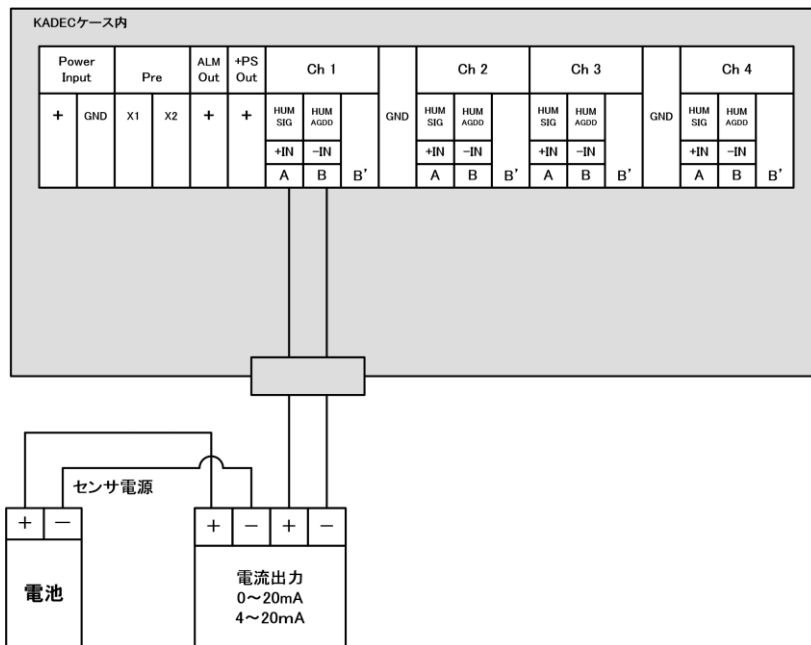 KADECケース内
Power Input
Pre
ALM Out
+PS Out
Ch 1
GND
Ch 2
Ch 3
GND
Ch 4
+
GND
X1
X2
+
+
HUM SIG
HUM AGDD
HUM SIG
HUM AGDD
HUM SIG
HUM AGDD
HUM SIG
HUM AGDD
+IN
−IN
+IN
−IN
+IN
−IN
+IN
−IN
A
B
B'
A
B
B'
A
B
B'
A
B
B'
センサ電源
+
−
+
−
+
−
電池
電流出力
0～20mA
4～20mA